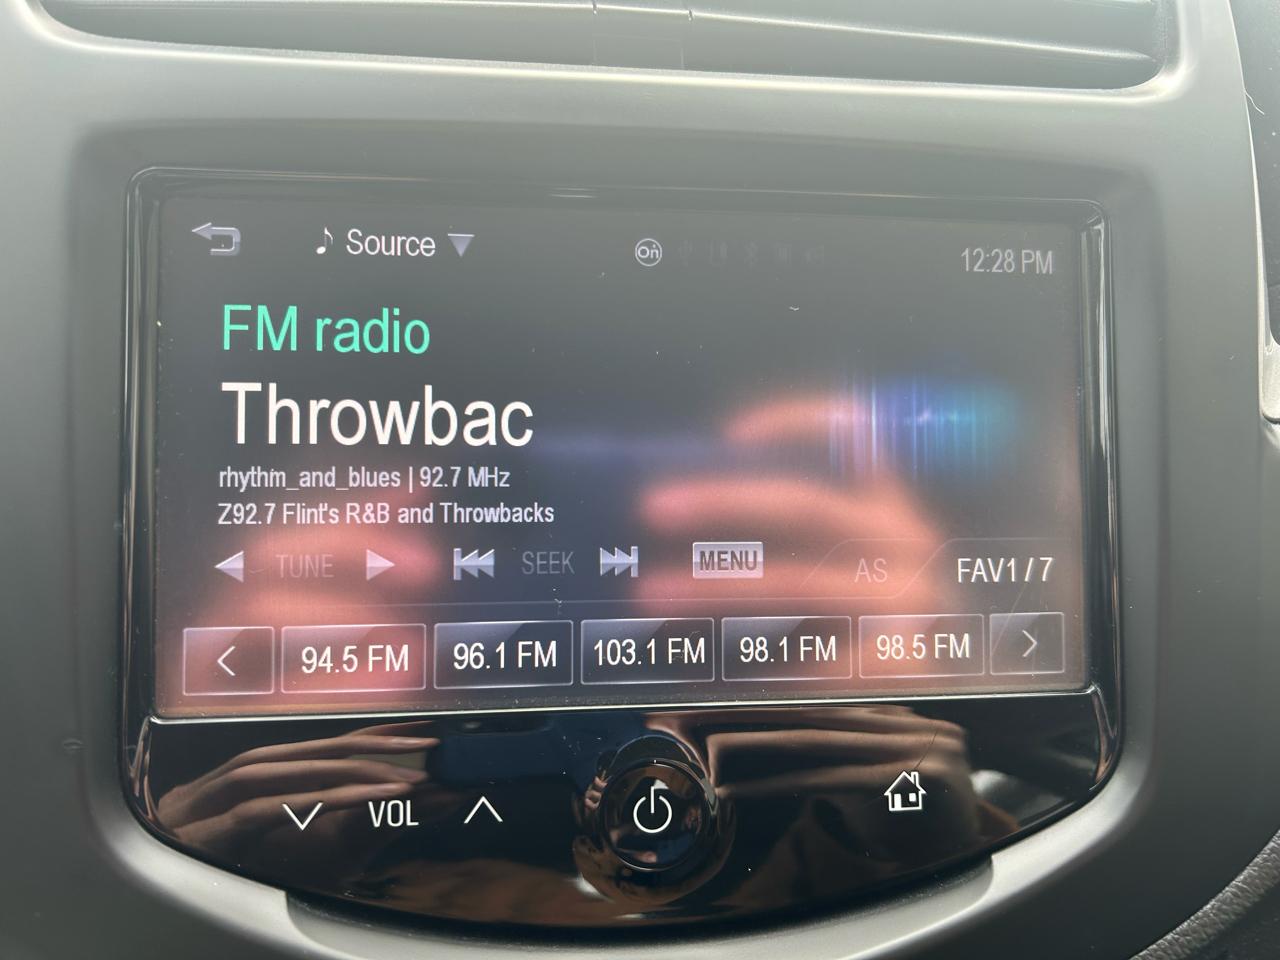 Source
On
12:28 PM
FM radio
Throwbac
rhythm_and_blues | 92.7 MHz
Z92.7 Flint's R&B and Throwbacks
TUNE SEEK MENU AS FAV1/7
94.5 FM 96.1 FM 103.1 FM 98.1 FM 98.5 FM
VOL